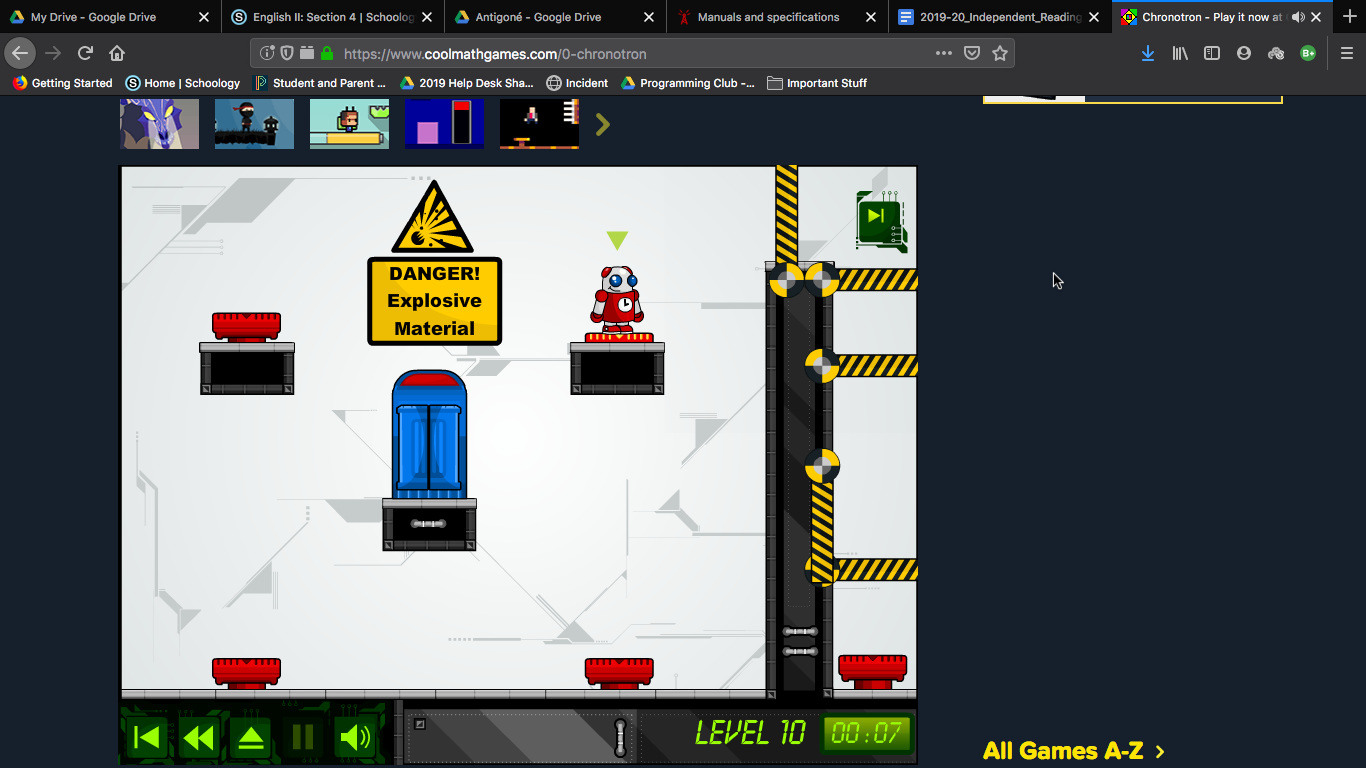 My Drive - Google Drive
English II: Section 4 | Schoolog
Antigoné - Google Drive
Manuals and specifications
2019-20_Independent_Reading
Chronotron - Play it now at
https://www.coolmathgames.com/0-chronotron
B+
Getting Started
Home | Schoology
Student and Parent ...
2019 Help Desk Sha...
Incident
Programming Club -...
Important Stuff
DANGER!
Explosive
Material
LEVEL 10
00:07
All Games A-Z